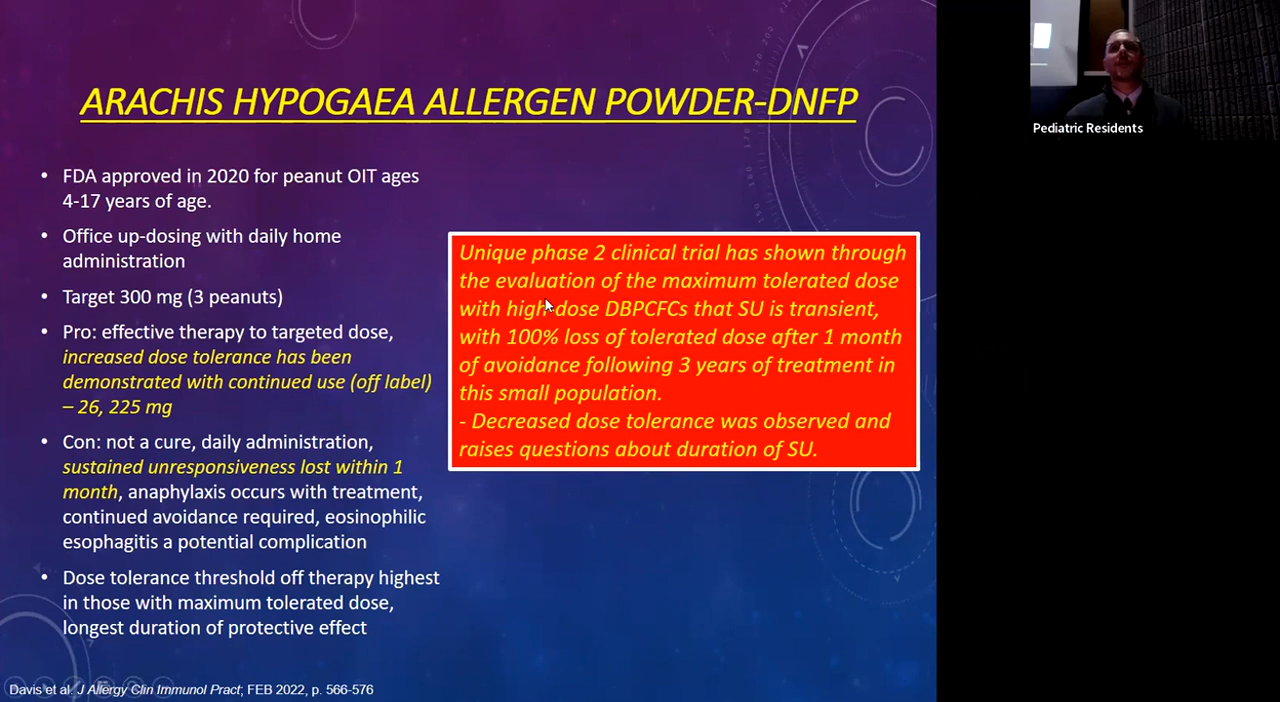 ARACHIS HYPOGAEA ALLERGEN POWDER-DNFP
• FDA approved in 2020 for peanut OIT ages
4-17 years of age.
• Office up-dosing with daily home
administration
• Target 300 mg (3 peanuts)
• Pro: effective therapy to targeted dose,
increased dose tolerance has been
demonstrated with continued use (off label)
– 26, 225 mg
• Con: not a cure, daily administration,
sustained unresponsiveness lost within 1
month, anaphylaxis occurs with treatment,
continued avoidance required, eosinophilic
esophagitis a potential complication
• Dose tolerance threshold off therapy highest
in those with maximum tolerated dose,
longest duration of protective effect
Unique phase 2 clinical trial has shown through
the evaluation of the maximum tolerated dose
with high-dose DBPCFCs that SU is transient,
with 100% loss of tolerated dose after 1 month
of avoidance following 3 years of treatment in
this small population.
- Decreased dose tolerance was observed and
raises questions about duration of SU.
Davis et al. J Allergy Clin Immunol Pract; FEB 2022, p. 566-576
Pediatric Residents